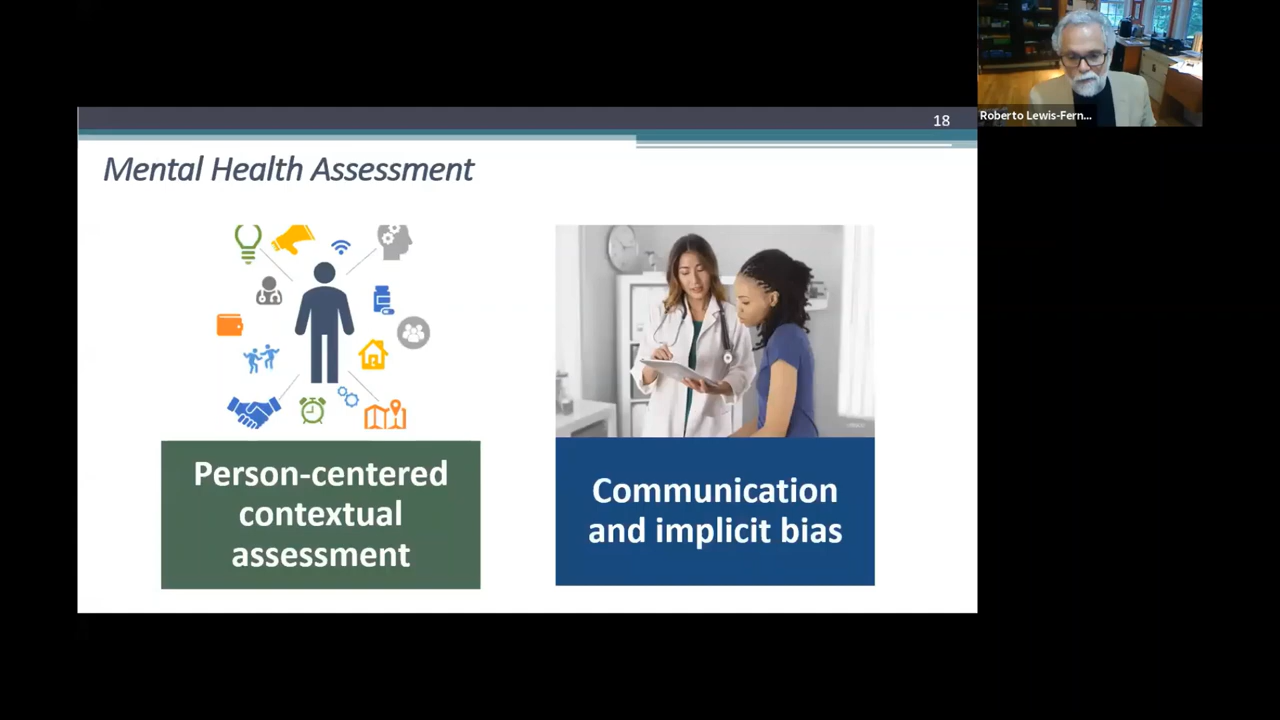 18
Roberto Lewis-Fern...
Mental Health Assessment
Person-centered
contextual
assessment
Communication
and implicit bias